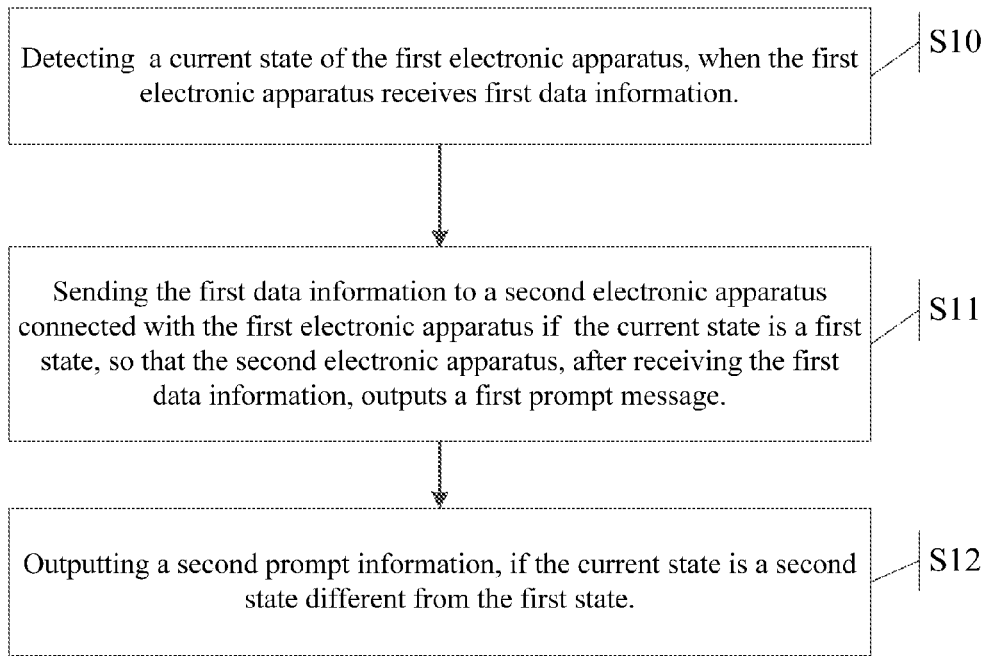 Detecting a current state of the first electronic apparatus, when the first
electronic apparatus receives first data information.
S10
Sending the first data information to a second electronic apparatus
connected with the first electronic apparatus if the current state is a first
state, so that the second electronic apparatus, after receiving the first
data information, outputs a first prompt message.
S11
Outputting a second prompt information, if the current state is a second
state different from the first state.
S12